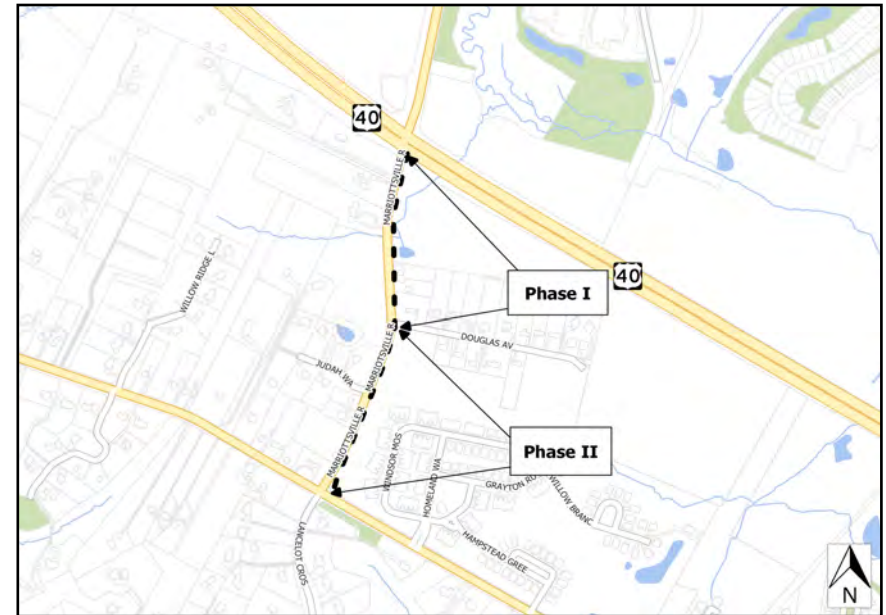 40
MARRIOTTSVILLE R
WILLOW RIDGE L
40
Phase I
MARRIOTTSVILLE R
DOUGLAS AV
JUDAH WA
MARRIOTTSVILLE R
WINDSOR MOS
HOMELAND WA
Phase II
GRAYTON RD
WILLOW BRANC
LANCELOT CROS
HAMPSTEAD GREE
N